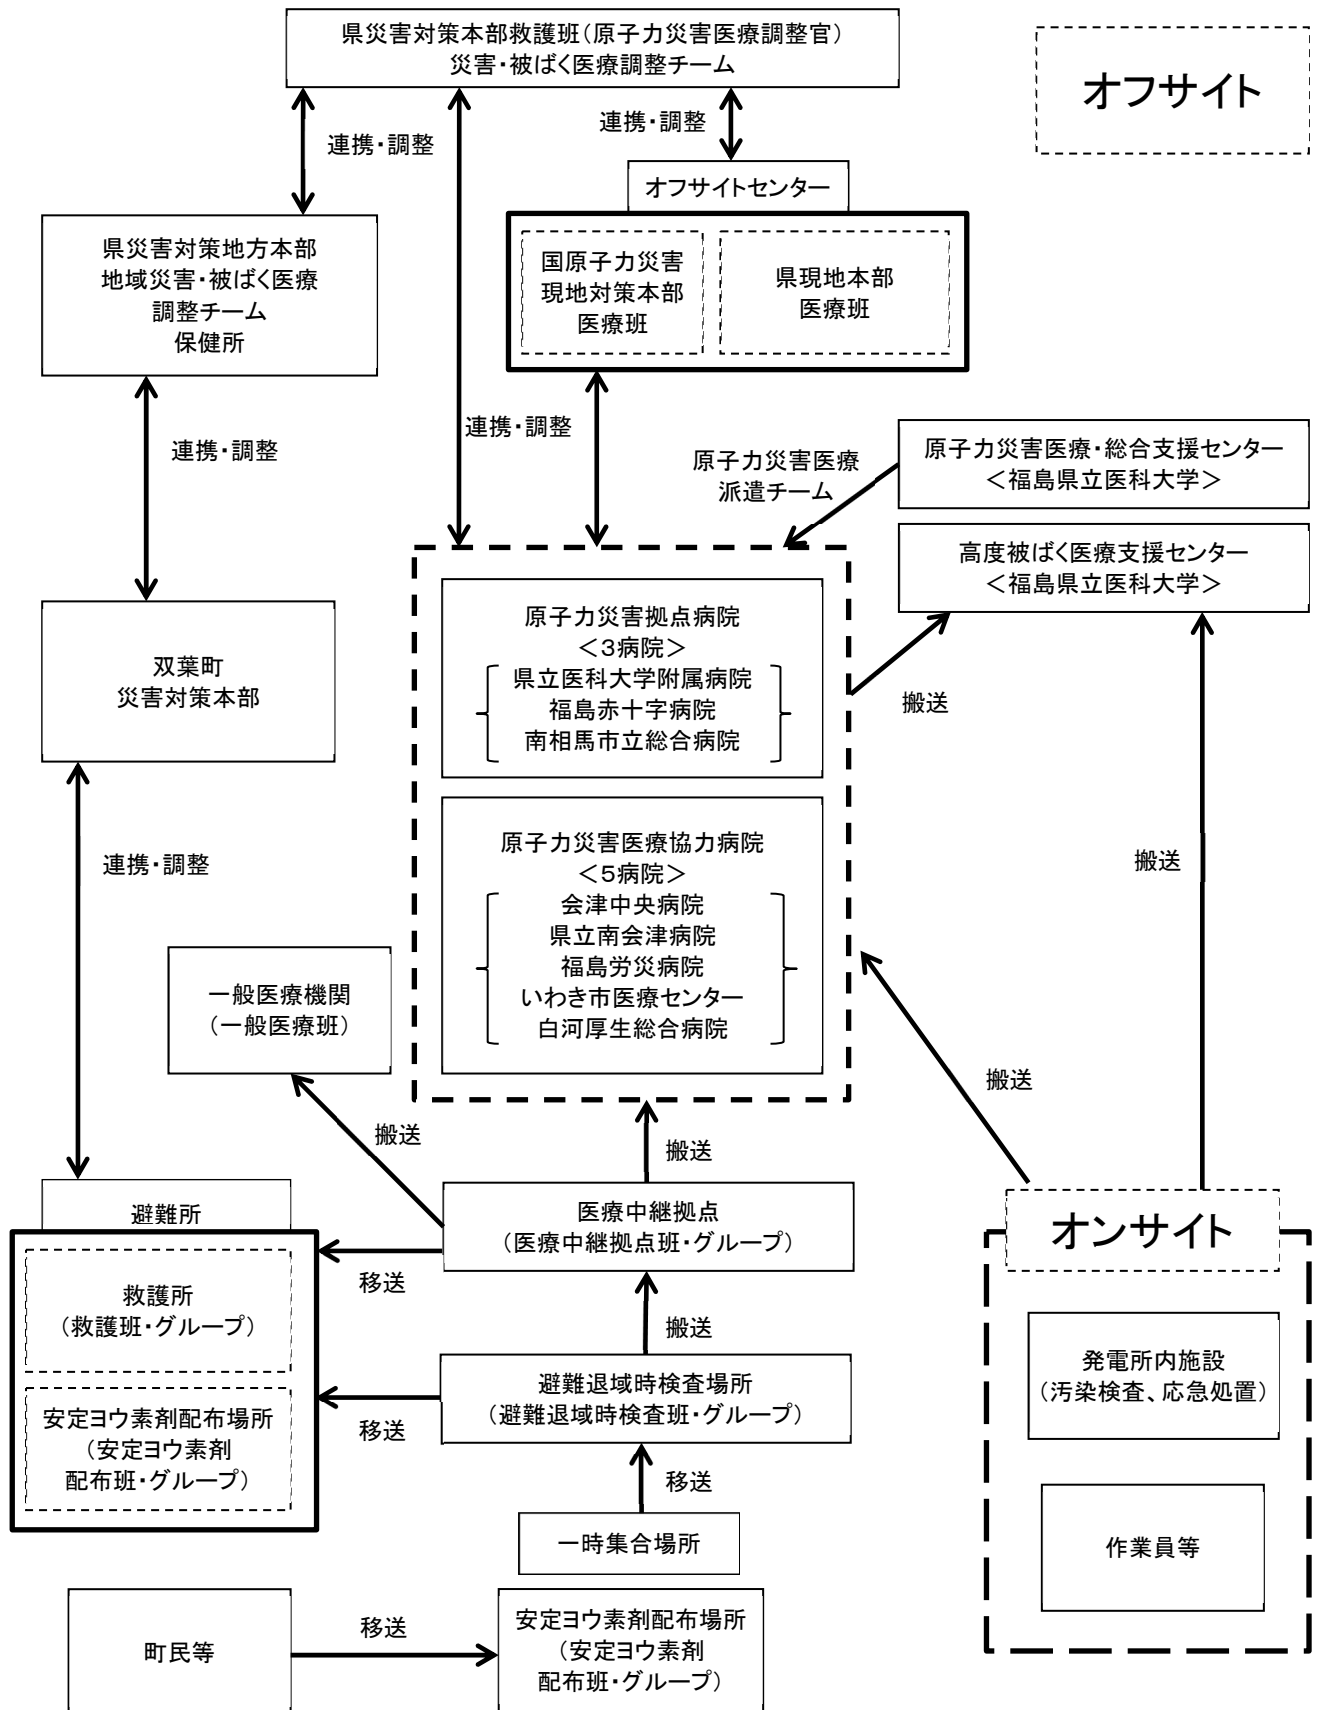 県災害対策本部救護班(原子力災害医療調整官)
災害・被ばく医療調整チーム
オフサイト
連携・調整
連携・調整
オフサイトセンター
県災害対策地方本部
地域災害・被ばく医療
調整チーム
保健所
国原子力災害
現地対策本部
医療班
県現地本部
医療班
連携・調整
連携・調整
原子力災害医療
派遣チーム
原子力災害医療・総合支援センター
<福島県立医科大学>
高度被ばく医療支援センター
<福島県立医科大学>
双葉町
災害対策本部
原子力災害拠点病院
<3病院>
県立医科大学附属病院
福島赤十字病院
南相馬市立総合病院
搬送
原子力災害医療協力病院
<5病院>
会津中央病院
県立南会津病院
福島労災病院
いわき市医療センター
白河厚生総合病院
連携・調整
搬送
一般医療機関
(一般医療班)
搬送
搬送
搬送
避難所
医療中継拠点
(医療中継拠点班・グループ)
オンサイト
移送
救護所
(救護班・グループ)
搬送
発電所内施設
(汚染検査、応急処置)
避難退域時検査場所
(避難退域時検査班・グループ)
移送
安定ヨウ素剤配布場所
(安定ヨウ素剤
配布班・グループ)
移送
一時集合場所
作業員等
町民等
移送
安定ヨウ素剤配布場所
(安定ヨウ素剤
配布班・グループ)